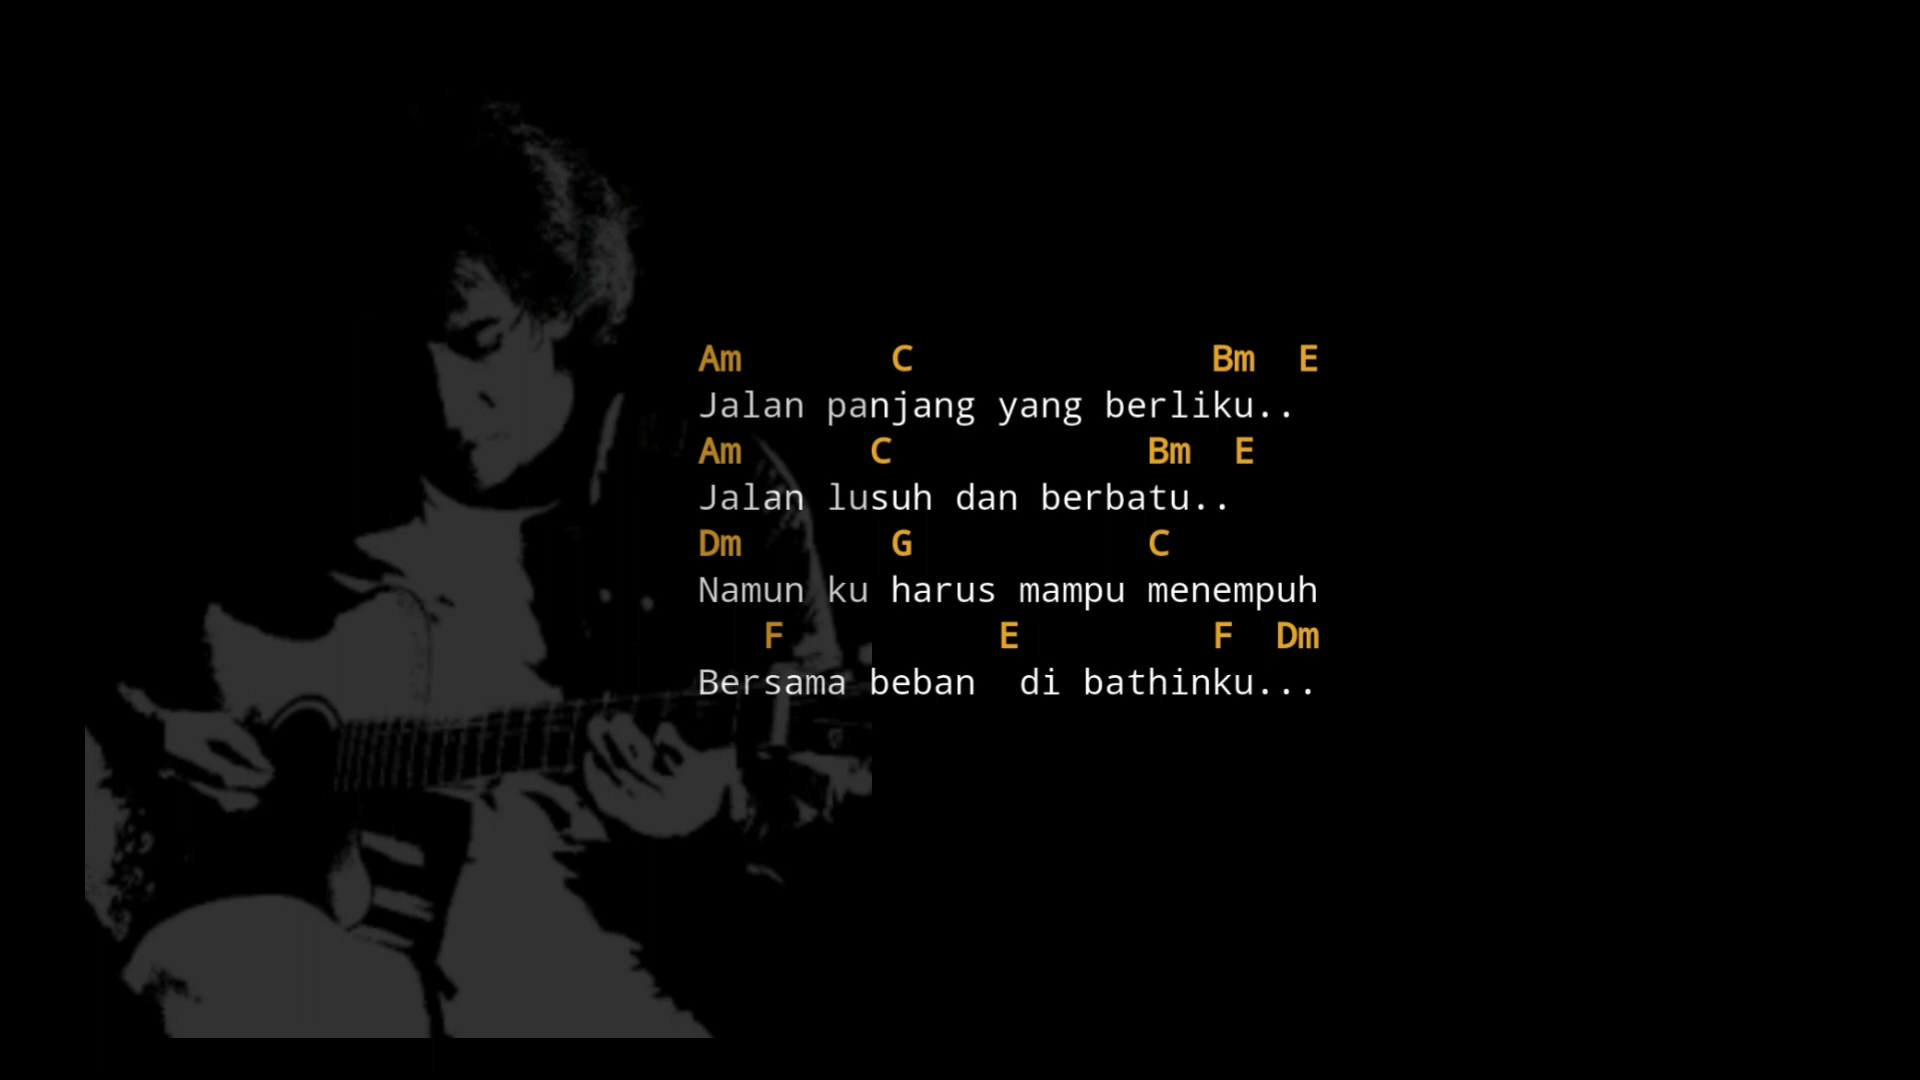 Am       C              Bm  E
Jalan panjang yang berliku..
Am      C            Bm  E
Jalan lusuh dan berbatu..
Dm       G           C
Namun ku harus mampu menempuh
   F          E         F  Dm
Bersama beban  di bathinku...